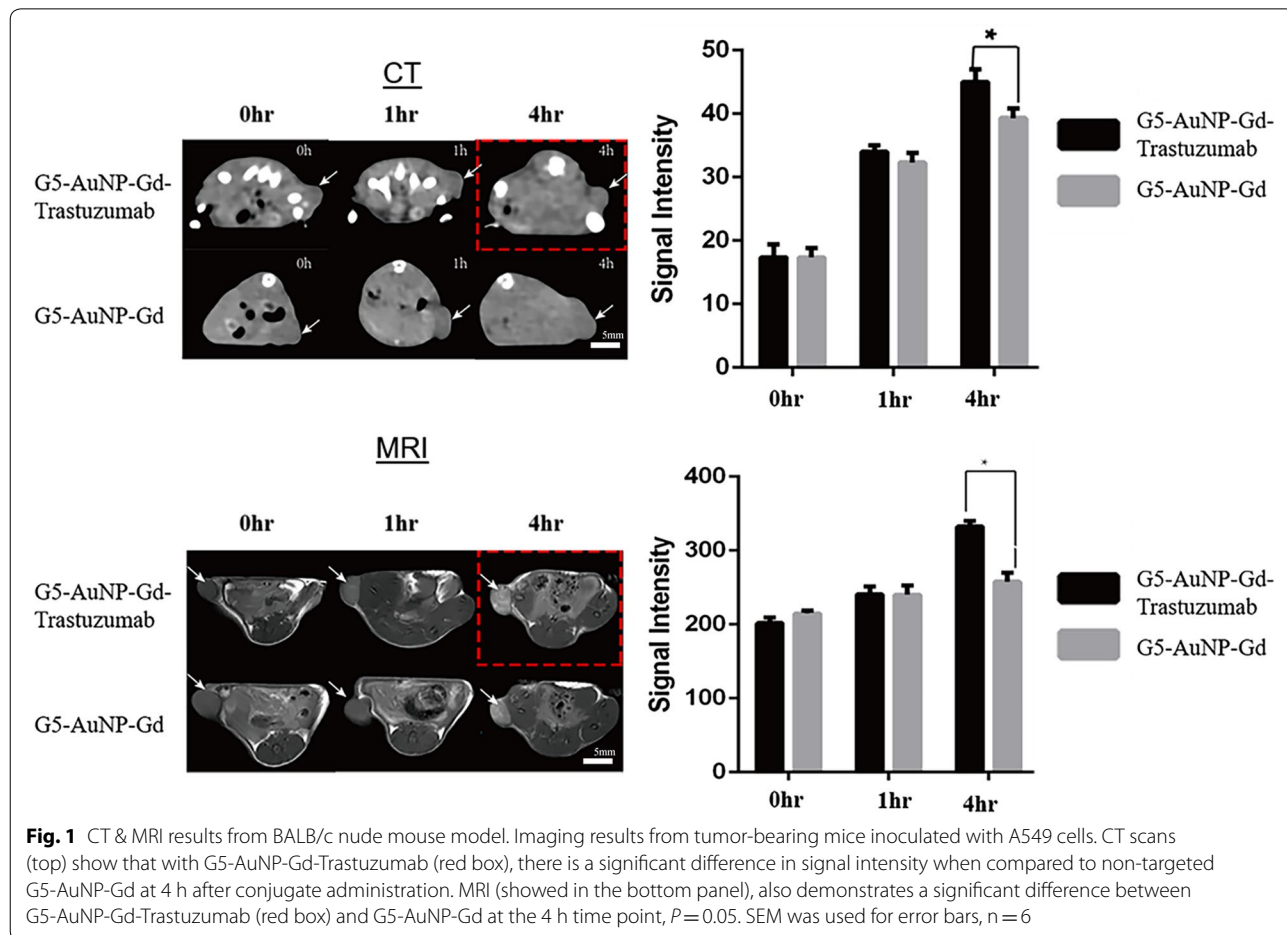 CT
0hr 1hr 4hr
G5-AuNP-Gd-
Trastuzumab
0h 1h 4h
G5-AuNP-Gd
0h 1h 4h
5mm
50
40
30
20
10
0
Signal Intensity
*
0hr 1hr 4hr
G5-AuNP-Gd-
Trastuzumab
G5-AuNP-Gd
MRI
0hr 1hr 4hr
G5-AuNP-Gd-
Trastuzumab
G5-AuNP-Gd
5mm
400
300
200
100
0
Signal Intensity
*
0hr 1hr 4hr
G5-AuNP-Gd-
Trastuzumab
G5-AuNP-Gd
Fig. 1 CT & MRI results from BALB/c nude mouse model. Imaging results from tumor-bearing mice inoculated with A549 cells. CT scans
(top) show that with G5-AuNP-Gd-Trastuzumab (red box), there is a significant difference in signal intensity when compared to non-targeted
G5-AuNP-Gd at 4 h after conjugate administration. MRI (showed in the bottom panel), also demonstrates a significant difference between
G5-AuNP-Gd-Trastuzumab (red box) and G5-AuNP-Gd at the 4 h time point, P = 0.05. SEM was used for error bars, n = 6